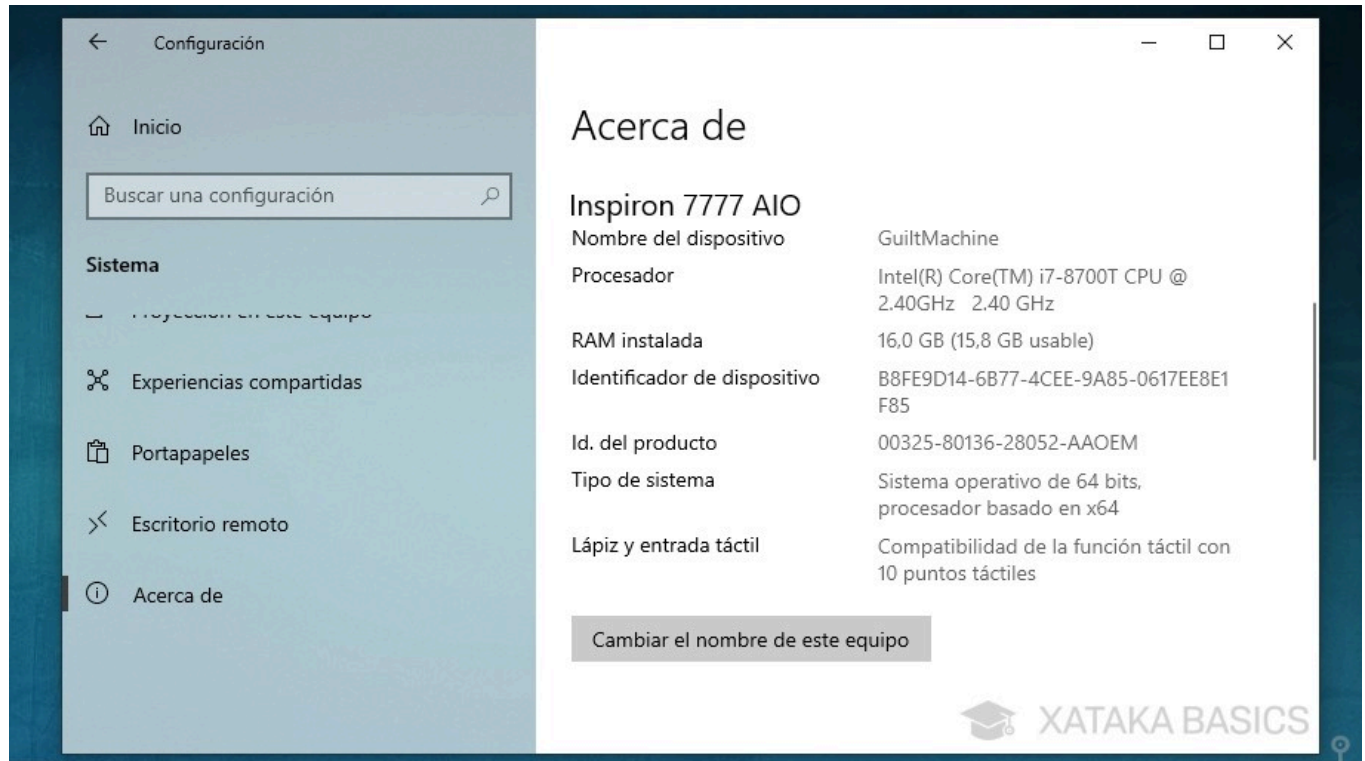 Configuración
Inicio
Buscar una configuración
Sistema
Proyección en este equipo
Experiencias compartidas
Portapapeles
Escritorio remoto
Acerca de
Acerca de
Inspiron 7777 AIO
Nombre del dispositivo GuiltMachine
Procesador Intel(R) Core(TM) i7-8700T CPU @
2.40GHz 2.40 GHz
RAM instalada 16,0 GB (15,8 GB usable)
Identificador de dispositivo B8FE9D14-6B77-4CEE-9A85-0617EE8E1
F85
Id. del producto 00325-80136-28052-AAOEM
Tipo de sistema Sistema operativo de 64 bits,
procesador basado en x64
Lápiz y entrada táctil Compatibilidad de la función táctil con
10 puntos táctiles
Cambiar el nombre de este equipo
XATAKA BASICS